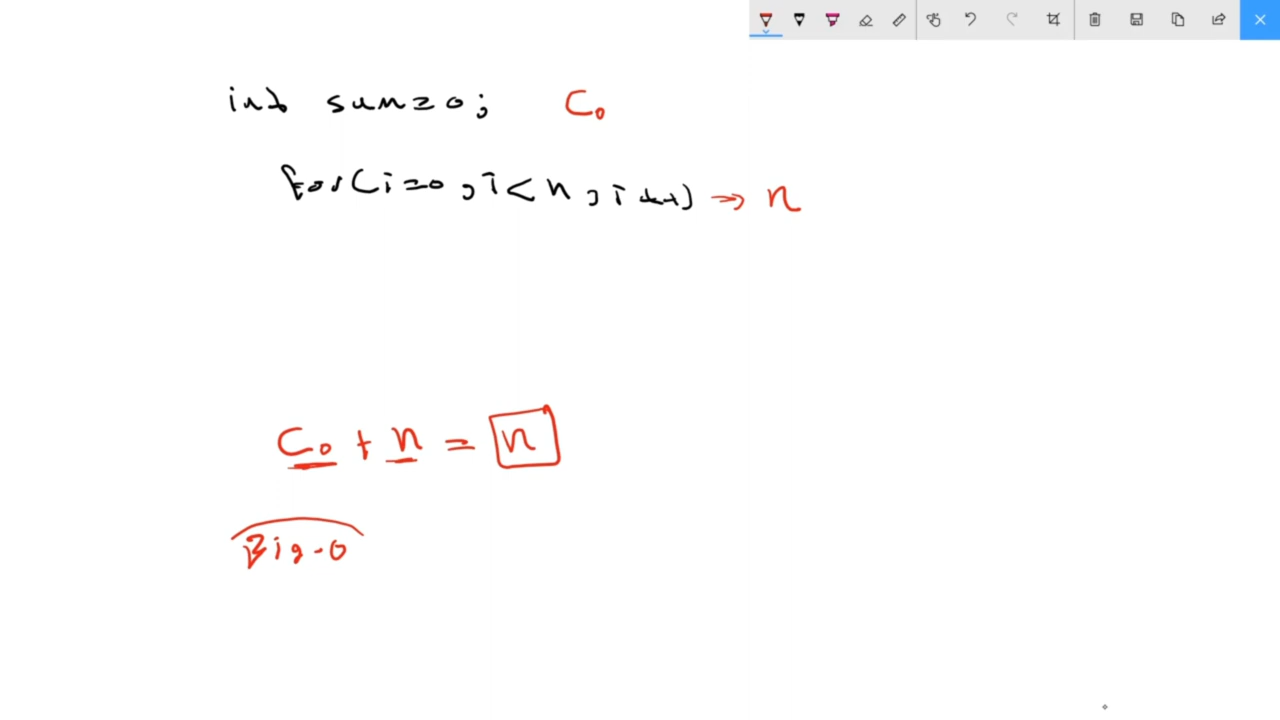 int sum=0; C₀
for(i=0;i<n;i++) → n
C₀ + n = n
Big-O